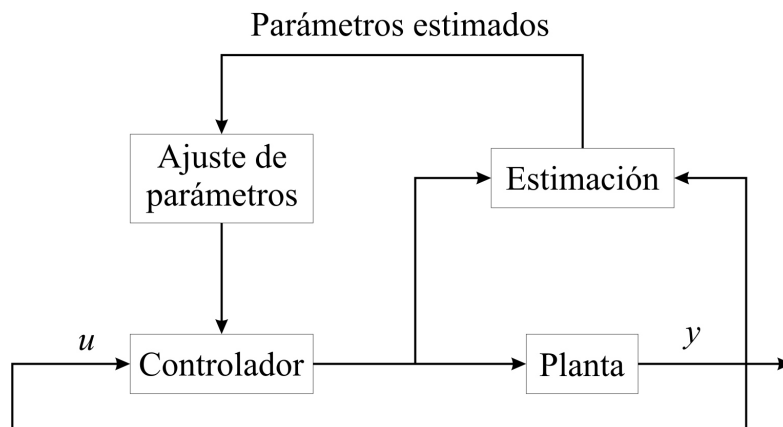 Parámetros estimados
Ajuste de
parámetros
Estimación
u
Controlador
Planta
y